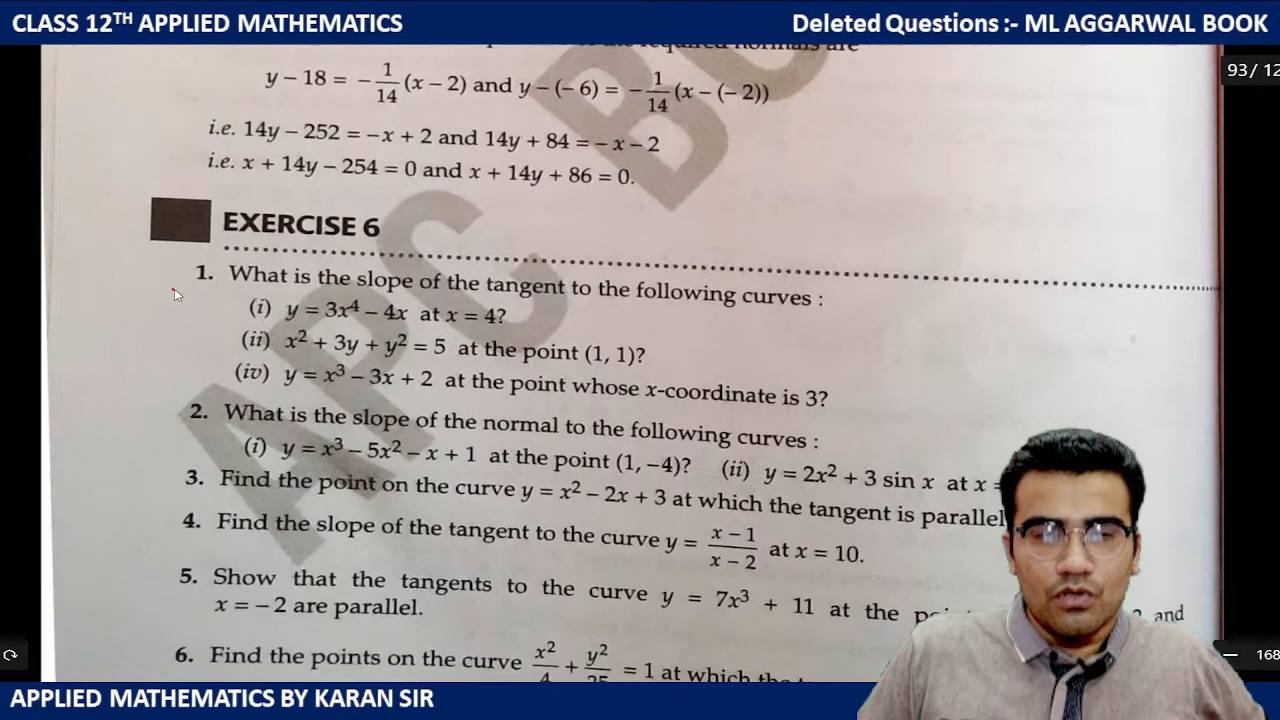 CLASS 12TH APPLIED MATHEMATICS
Deleted Questions :- ML AGGARWAL BOOK
93/12
required normals are
y – 18 = – 1/14 (x – 2) and y – (– 6) = – 1/14 (x – (– 2))
i.e. 14y – 252 = – x + 2 and 14y + 84 = – x – 2
i.e. x + 14y – 254 = 0 and x + 14y + 86 = 0.
EXERCISE 6
1. What is the slope of the tangent to the following curves :
(i) y = 3x⁴ – 4x at x = 4?
(ii) x² + 3y + y² = 5 at the point (1, 1)?
(iv) y = x³ – 3x + 2 at the point whose x-coordinate is 3?
2. What is the slope of the normal to the following curves :
(i) y = x³ – 5x² – x + 1 at the point (1, –4)? (ii) y = 2x² + 3 sin x at x =
3. Find the point on the curve y = x² – 2x + 3 at which the tangent is parallel
4. Find the slope of the tangent to the curve y = (x – 1)/(x – 2) at x = 10.
5. Show that the tangents to the curve y = 7x³ + 11 at the and
x = – 2 are parallel.
6. Find the points on the curve x²/4 + y²/25 = 1 at which the
168
APC
APPLIED MATHEMATICS BY KARAN SIR